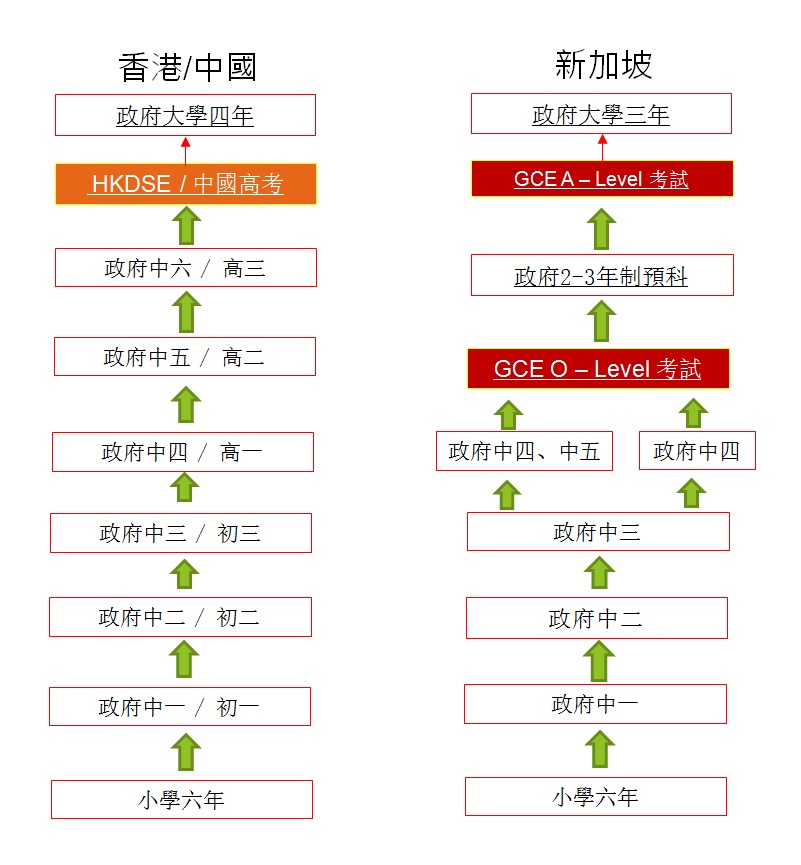 香港/中國
政府大學四年
HKDSE / 中國高考
政府中六 / 高三
政府中五 / 高二
政府中四 / 高一
政府中三 / 初三
政府中二 / 初二
政府中一 / 初一
小學六年
新加坡
政府大學三年
GCE A – Level 考試
政府2-3年制預科
GCE O – Level 考試
政府中四、中五
政府中四
政府中三
政府中二
政府中一
小學六年